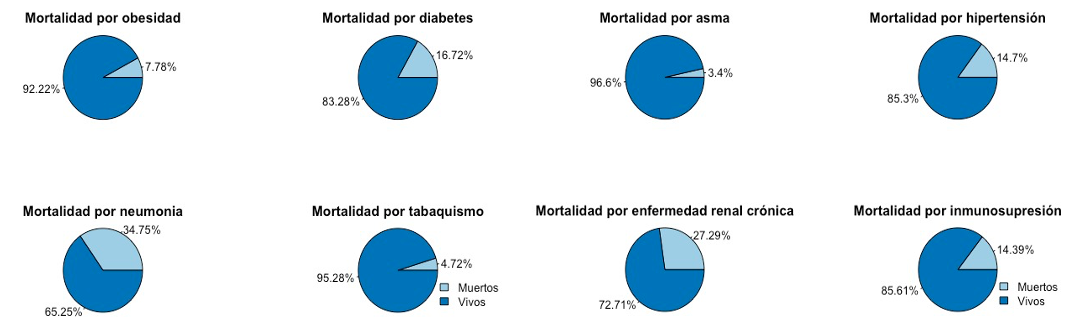 Mortalidad por obesidad
7.78%
92.22%
Mortalidad por diabetes
16.72%
83.28%
Mortalidad por asma
3.4%
96.6%
Mortalidad por hipertensión
14.7%
85.3%
Mortalidad por neumonia
34.75%
65.25%
Mortalidad por tabaquismo
4.72%
95.28%
Muertos
Vivos
Mortalidad por enfermedad renal crónica
27.29%
72.71%
Mortalidad por inmunosupresión
14.39%
85.61%
Muertos
Vivos